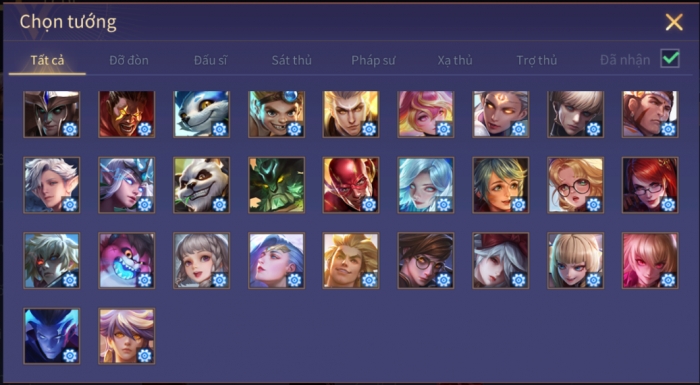 Chọn tướng
Tất cả Đỡ đòn Đấu sĩ Sát thủ Pháp sư Xạ thủ Trợ thủ Đã nhận